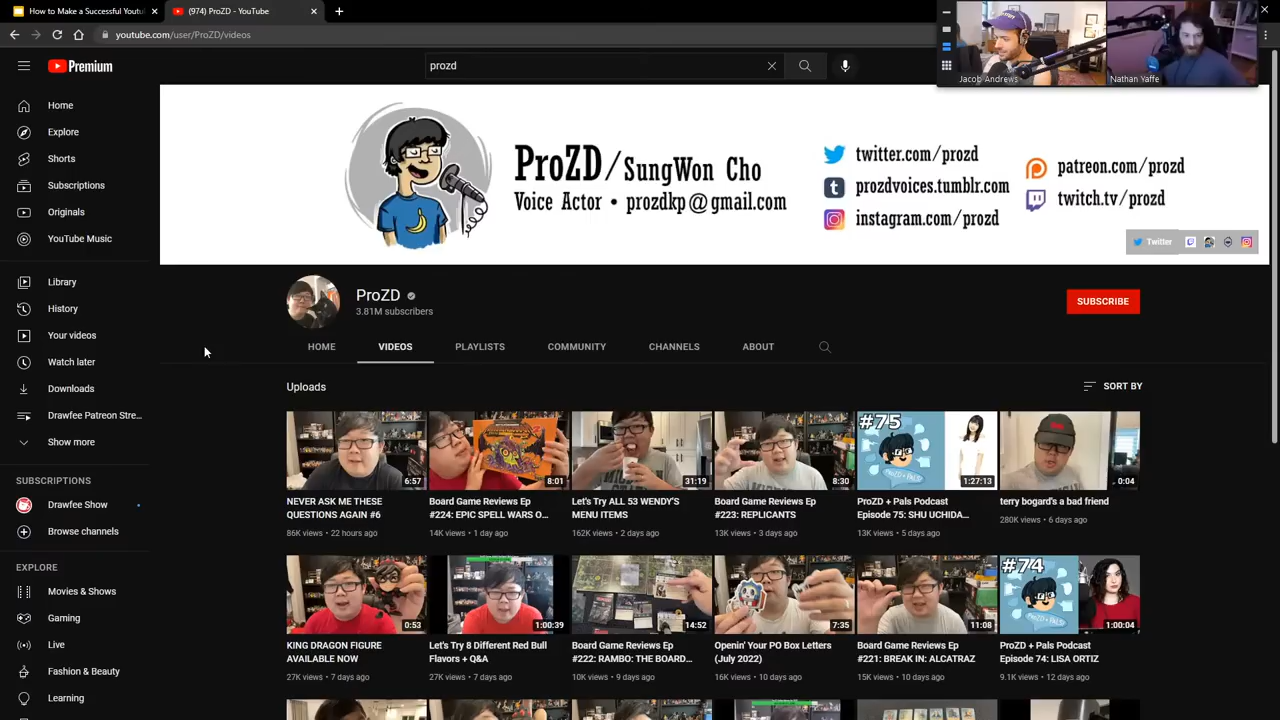 How to Make a Successful Youtub
(974) ProZD - YouTube
youtube.com/user/ProZD/videos
Jacob Andrews
Nathan Yaffe
Premium
prozd
Home
Explore
Shorts
Subscriptions
Originals
YouTube Music
Library
History
Your videos
Watch later
Downloads
Drawfee Patreon Stre...
Show more
SUBSCRIPTIONS
Drawfee Show
Browse channels
EXPLORE
Movies & Shows
Gaming
Live
Fashion & Beauty
Learning
ProZD/SungWon Cho
Voice Actor • prozdkp@gmail.com
twitter.com/prozd
prozdvoices.tumblr.com
instagram.com/prozd
patreon.com/prozd
twitch.tv/prozd
Twitter
ProZD
3.81M subscribers
SUBSCRIBE
HOME
VIDEOS
PLAYLISTS
COMMUNITY
CHANNELS
ABOUT
Uploads
SORT BY
6:57
NEVER ASK ME THESE
QUESTIONS AGAIN #6
86K views • 22 hours ago
8:01
Board Game Reviews Ep
#224: EPIC SPELL WARS O...
14K views • 1 day ago
31:19
Let's Try ALL 53 WENDY'S
MENU ITEMS
162K views • 2 days ago
8:30
Board Game Reviews Ep
#223: REPLICANTS
13K views • 3 days ago
#75
1:27:13
ProZD + Pals Podcast
Episode 75: SHU UCHIDA...
13K views • 5 days ago
0:04
terry bogard's a bad friend
280K views • 6 days ago
0:53
KING DRAGON FIGURE
AVAILABLE NOW
27K views • 7 days ago
1:00:39
Let's Try 8 Different Red Bull
Flavors + Q&A
27K views • 7 days ago
14:52
Board Game Reviews Ep
#222: RAMBO: THE BOARD...
10K views • 9 days ago
7:35
Openin' Your PO Box Letters
(July 2022)
16K views • 10 days ago
11:08
Board Game Reviews Ep
#221: BREAK IN: ALCATRAZ
15K views • 10 days ago
#74
1:00:04
ProZD + Pals Podcast
Episode 74: LISA ORTIZ
9.1K views • 12 days ago